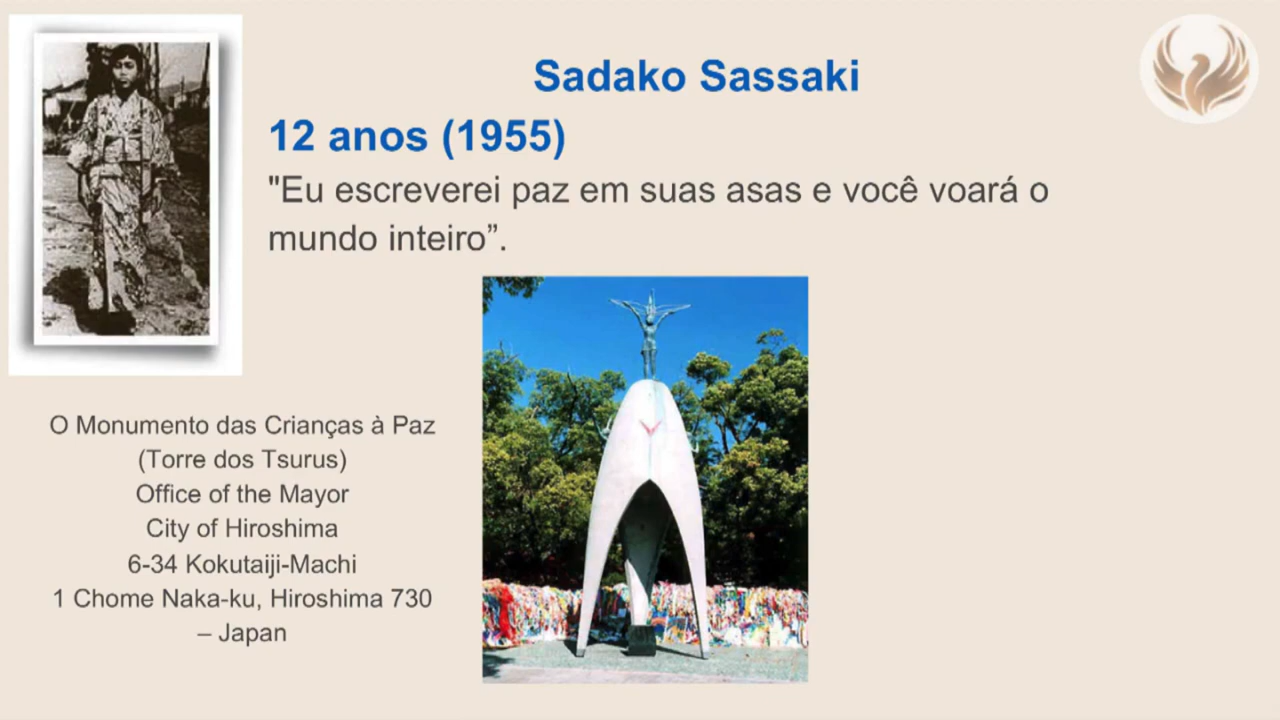 Sadako Sassaki
12 anos (1955)
"Eu escreverei paz em suas asas e você voará o
mundo inteiro”.
O Monumento das Crianças à Paz
(Torre dos Tsurus)
Office of the Mayor
City of Hiroshima
6-34 Kokutaiji-Machi
1 Chome Naka-ku, Hiroshima 730
– Japan